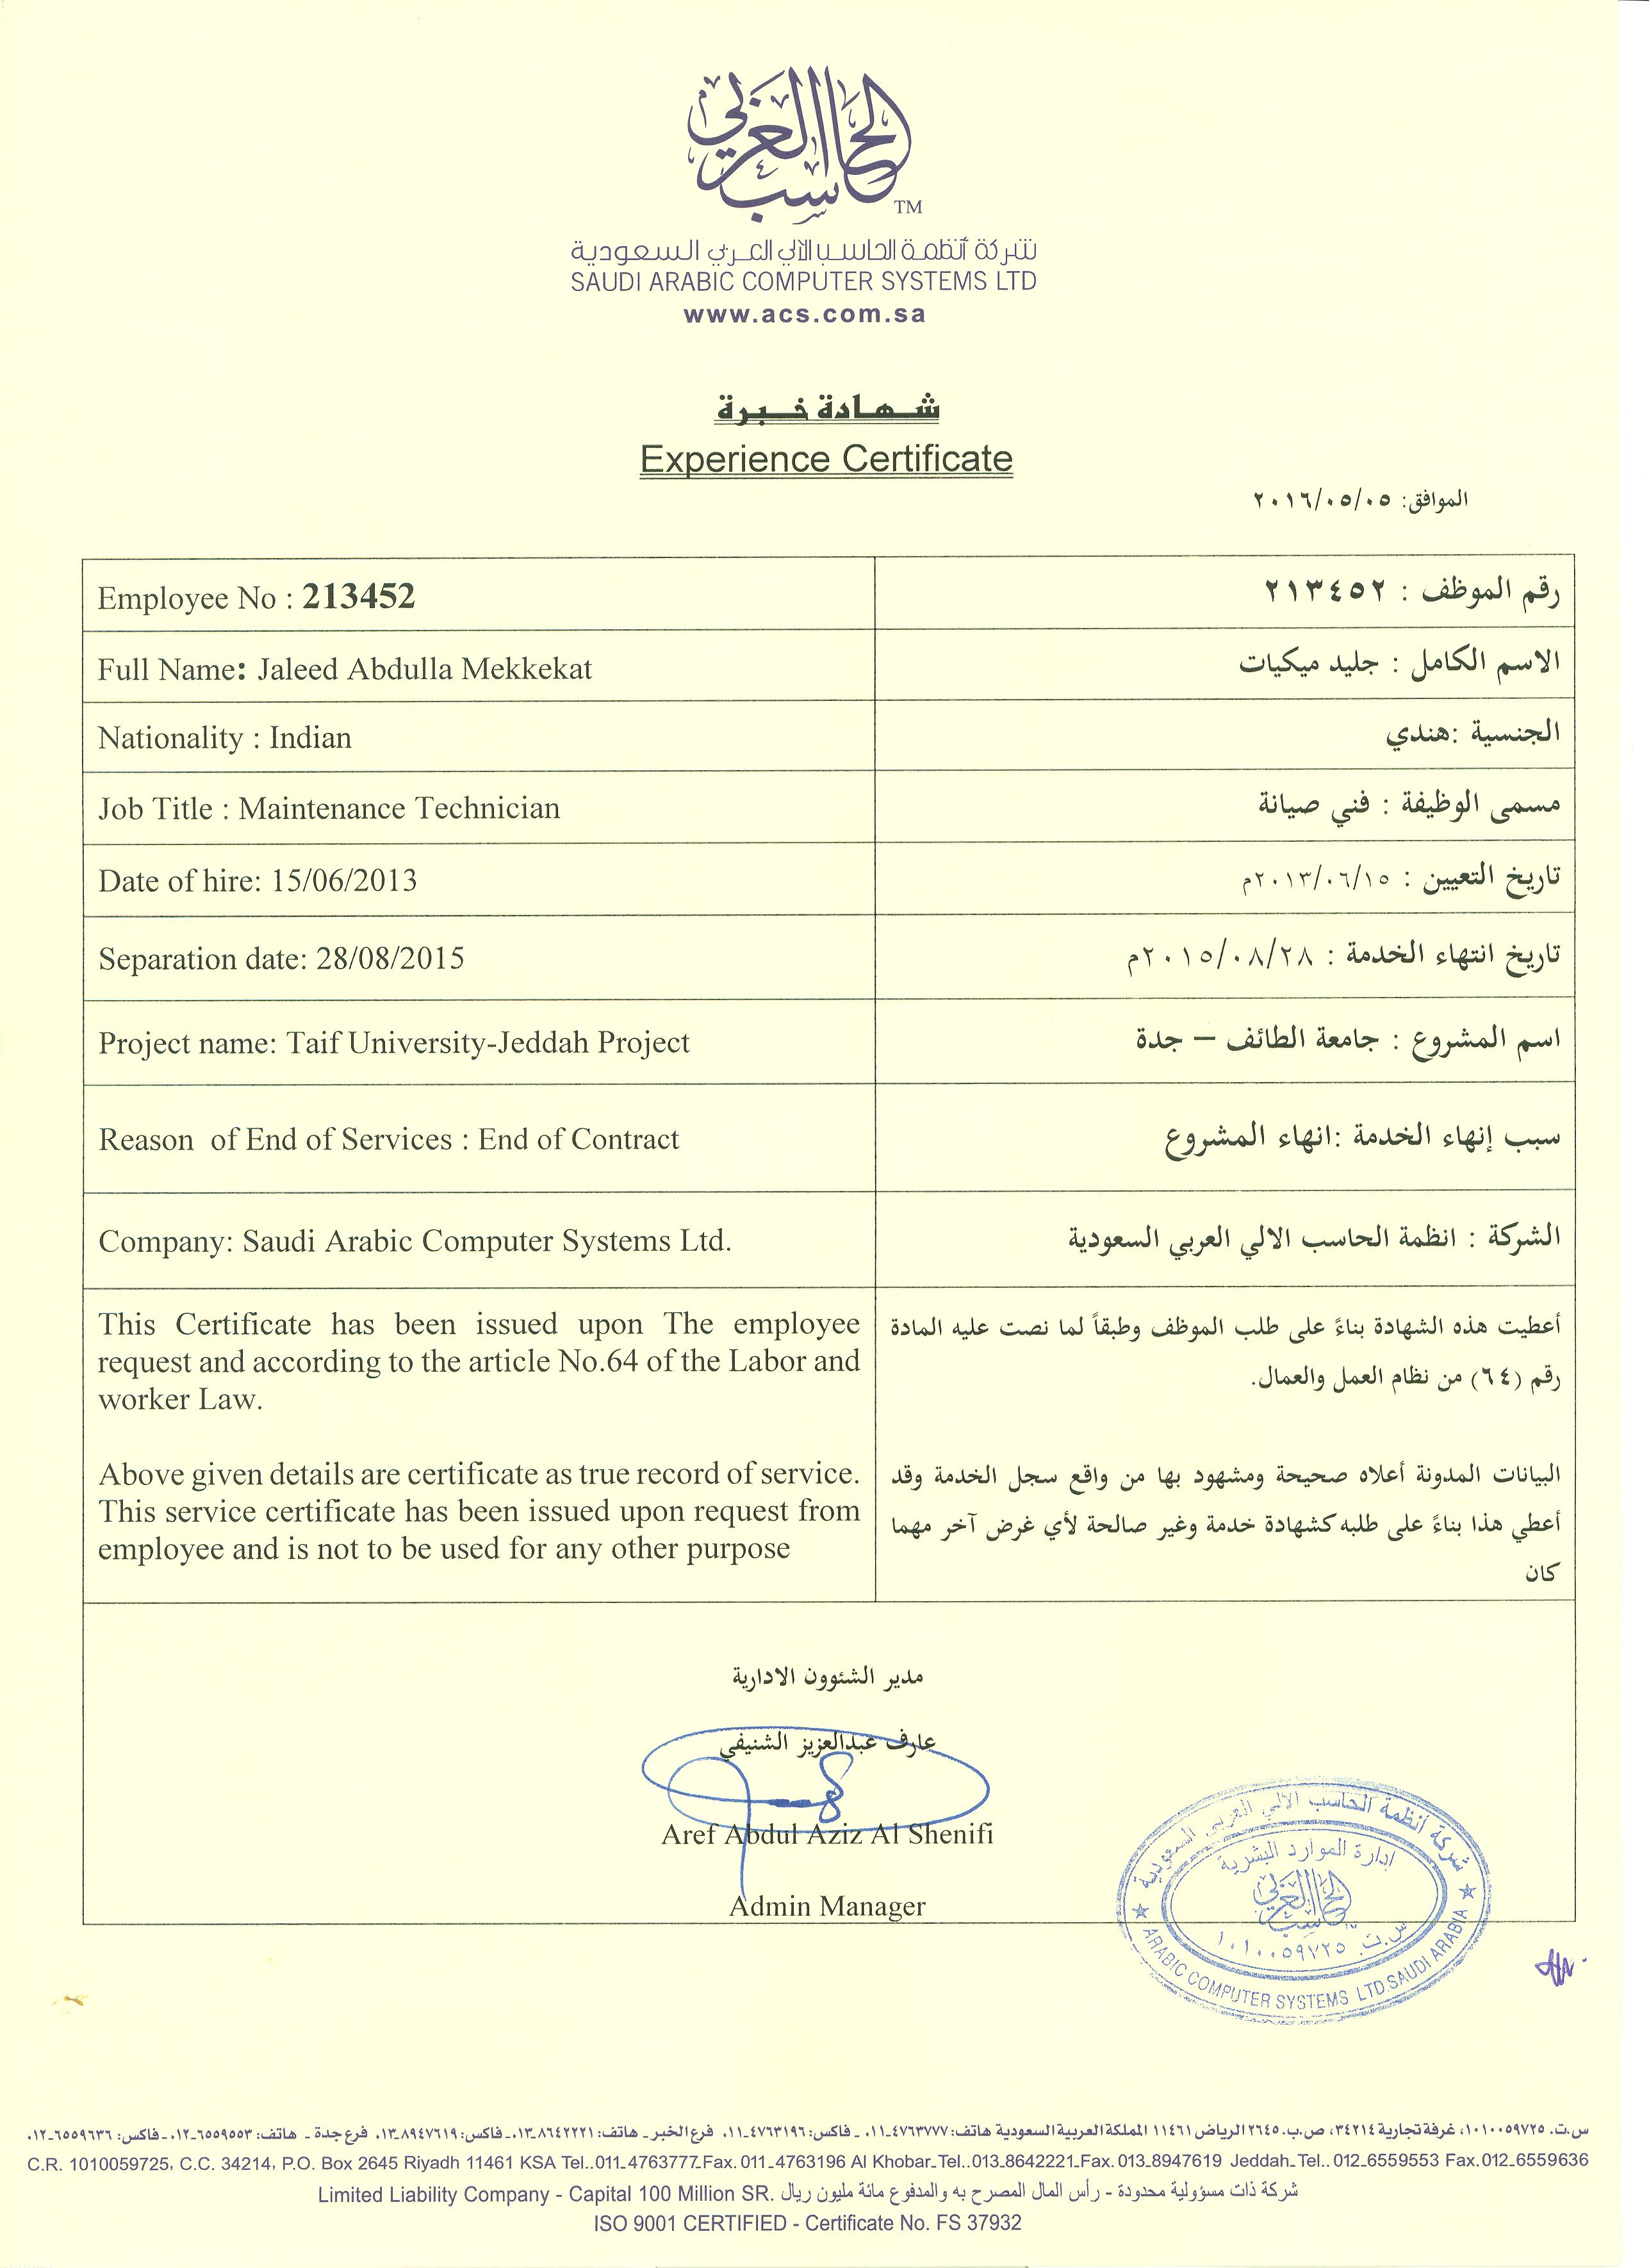 الحاسب العربي
TM
شركة أنظمة الحاسب الآلي العربي السعودية
SAUDI ARABIC COMPUTER SYSTEMS LTD
www.acs.com.sa
شهادة خبرة
Experience Certificate
الموافق: ٢٠١٦/٠٥/٠٥
Employee No : 213452
رقم الموظف : ٢١٣٤٥٢
Full Name: Jaleed Abdulla Mekkekat
الاسم الكامل : جليد ميكيات
Nationality : Indian
الجنسية :هندي
Job Title : Maintenance Technician
مسمى الوظيفة : فني صيانة
Date of hire: 15/06/2013
تاريخ التعيين : ٢٠١٣/٠٦/١٥م
Separation date: 28/08/2015
تاريخ انتهاء الخدمة : ٢٠١٥/٠٨/٢٨م
Project name: Taif University-Jeddah Project
اسم المشروع : جامعة الطائف – جدة
Reason of End of Services : End of Contract
سبب إنهاء الخدمة :انهاء المشروع
Company: Saudi Arabic Computer Systems Ltd.
الشركة : انظمة الحاسب الالي العربي السعودية
This Certificate has been issued upon The employee
request and according to the article No.64 of the Labor and
worker Law.
Above given details are certificate as true record of service.
This service certificate has been issued upon request from
employee and is not to be used for any other purpose
أعطيت هذه الشهادة بناءً على طلب الموظف وطبقاً لما نصت عليه المادة
رقم (٦٤) من نظام العمل والعمال.
البيانات المدونة أعلاه صحيحة ومشهود بها من واقع سجل الخدمة وقد
أعطي هذا بناءً على طلبه كشهادة خدمة وغير صالحة لأي غرض آخر مهما
كان
مدير الشئوون الادارية
عارف عبدالعزيز الشنيفي
Aref Abdul Aziz Al Shenifi
Admin Manager
شركة أنظمة الحاسب الالي العربي السعودية
إدارة الموارد البشرية
الحاسب العربي
س.ت. ١٠١٠٠٥٩٧٢٥
ARABIC COMPUTER SYSTEMS LTD.SAUDI ARABIA
س.ت. ١٠١٠٠٥٩٧٢٥، غرفة تجارية ٣٤٢١٤، ص.ب. ٢٦٤٥ الرياض ١١٤٦١ المملكة العربية السعودية هاتف: ٠١١-٤٧٦٣٧٧٧ - فاكس: ٠١١-٤٧٦٣١٩٦، فرع الخبر - هاتف: ٠١٣-٨٦٤٢٢٢١ - فاكس: ٠١٣-٨٩٤٧٦١٩، فرع جدة - هاتف: ٠١٢-٦٥٥٩٥٥٣ - فاكس: ٠١٢-٦٥٥٩٦٣٦
C.R. 1010059725, C.C. 34214, P.O. Box 2645 Riyadh 11461 KSA Tel..011-4763777-Fax. 011-4763196 Al Khobar-Tel..013-8642221-Fax. 013-8947619 Jeddah-Tel.. 012-6559553 Fax.012-6559636
Limited Liability Company - Capital 100 Million SR. شركة ذات مسؤولية محدودة - رأس المال المصرح به والمدفوع مائة مليون ريال
ISO 9001 CERTIFIED - Certificate No. FS 37932